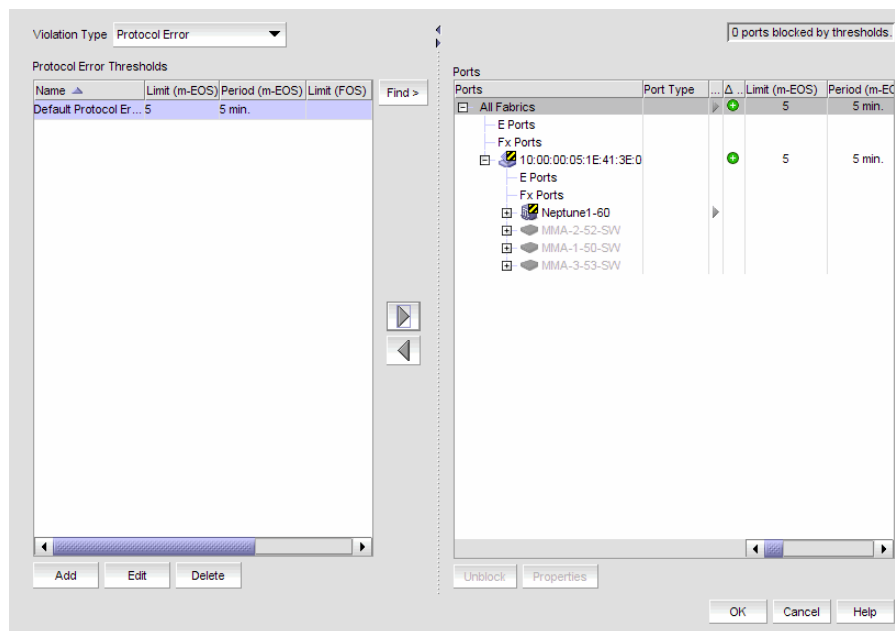 Violation Type Protocol Error
0 ports blocked by thresholds.
Protocol Error Thresholds
Name Limit (m-EOS) Period (m-EOS) Limit (FOS)
Default Protocol Er... 5 5 min.
Find >
Ports
Ports Port Type ... Δ .. Limit (m-EOS) Period (m-EO
All Fabrics 5 5 min.
E Ports
Fx Ports
10:00:00:05:1E:41:3E:0 5 5 min.
E Ports
Fx Ports
Neptune1-60
MMA-2-52-SW
MMA-1-50-SW
MMA-3-53-SW
Add Edit Delete
Unblock Properties
OK Cancel Help